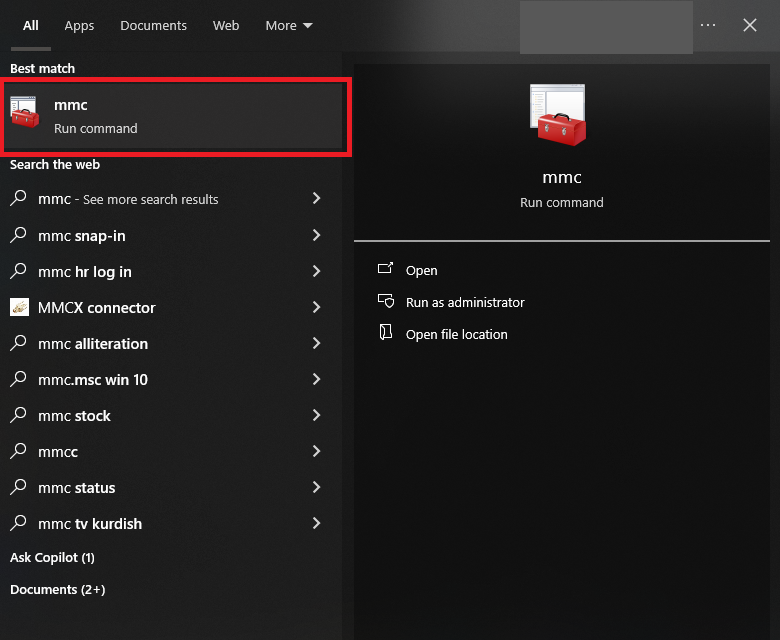 All Apps Documents Web More
Best match
mmc
Run command
Search the web
mmc - See more search results
mmc snap-in
mmc hr log in
MMCX connector
mmc alliteration
mmc.msc win 10
mmc stock
mmcc
mmc status
mmc tv kurdish
Ask Copilot (1)
Documents (2+)
mmc
Run command
Open
Run as administrator
Open file location